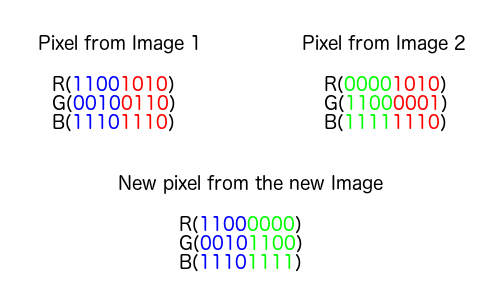 Pixel from Image 1
R(11001010)
G(00100110)
B(11101110)
Pixel from Image 2
R(00001010)
G(11000001)
B(11111110)
New pixel from the new Image
R(11000000)
G(00101100)
B(11101111)